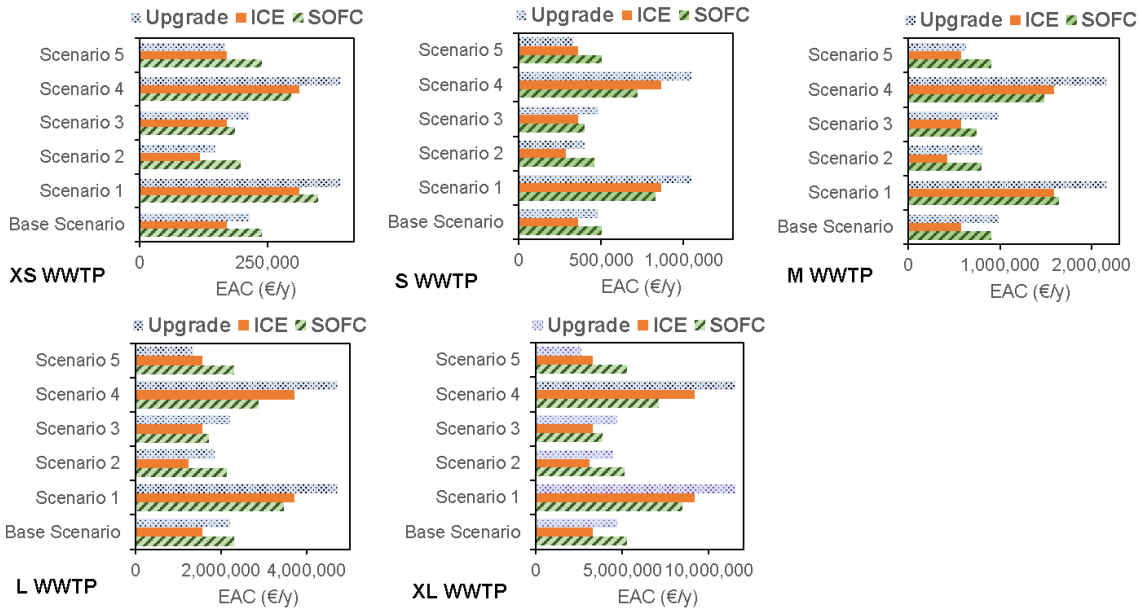 Upgrade ICE SOFC
Scenario 5
Scenario 4
Scenario 3
Scenario 2
Scenario 1
Base Scenario
0 250,000
XS WWTP
EAC (€/y)
Upgrade ICE SOFC
Scenario 5
Scenario 4
Scenario 3
Scenario 2
Scenario 1
Base Scenario
0 500,000 1,000,000
S WWTP
EAC (€/y)
Upgrade ICE SOFC
Scenario 5
Scenario 4
Scenario 3
Scenario 2
Scenario 1
Base Scenario
0 1,000,000 2,000,000
M WWTP
EAC (€/y)
Upgrade ICE SOFC
Scenario 5
Scenario 4
Scenario 3
Scenario 2
Scenario 1
Base Scenario
0 2,000,000 4,000,000
L WWTP
EAC (€/y)
Upgrade ICE SOFC
Scenario 5
Scenario 4
Scenario 3
Scenario 2
Scenario 1
Base Scenario
0 5,000,000 10,000,000
XL WWTP
EAC (€/y)